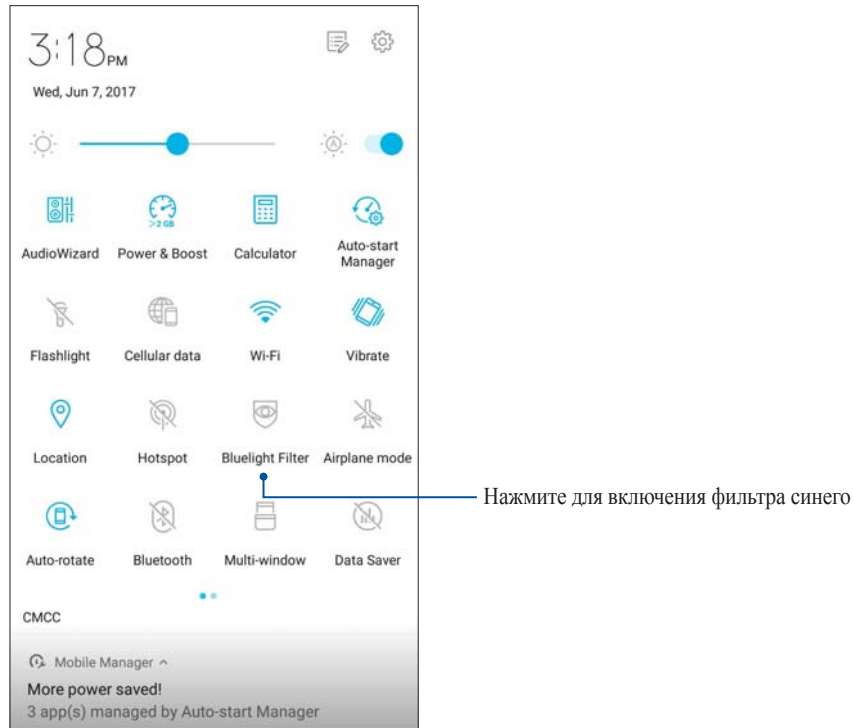 3:18 PM
Wed, Jun 7, 2017
A
>2 GB
AudioWizard Power & Boost Calculator Auto-start Manager
Flashlight Cellular data Wi-Fi Vibrate
Location Hotspot Bluelight Filter Airplane mode
Нажмите для включения фильтра синего
Auto-rotate Bluetooth Multi-window Data Saver
CMCC
Mobile Manager
More power saved!
3 app(s) managed by Auto-start Manager